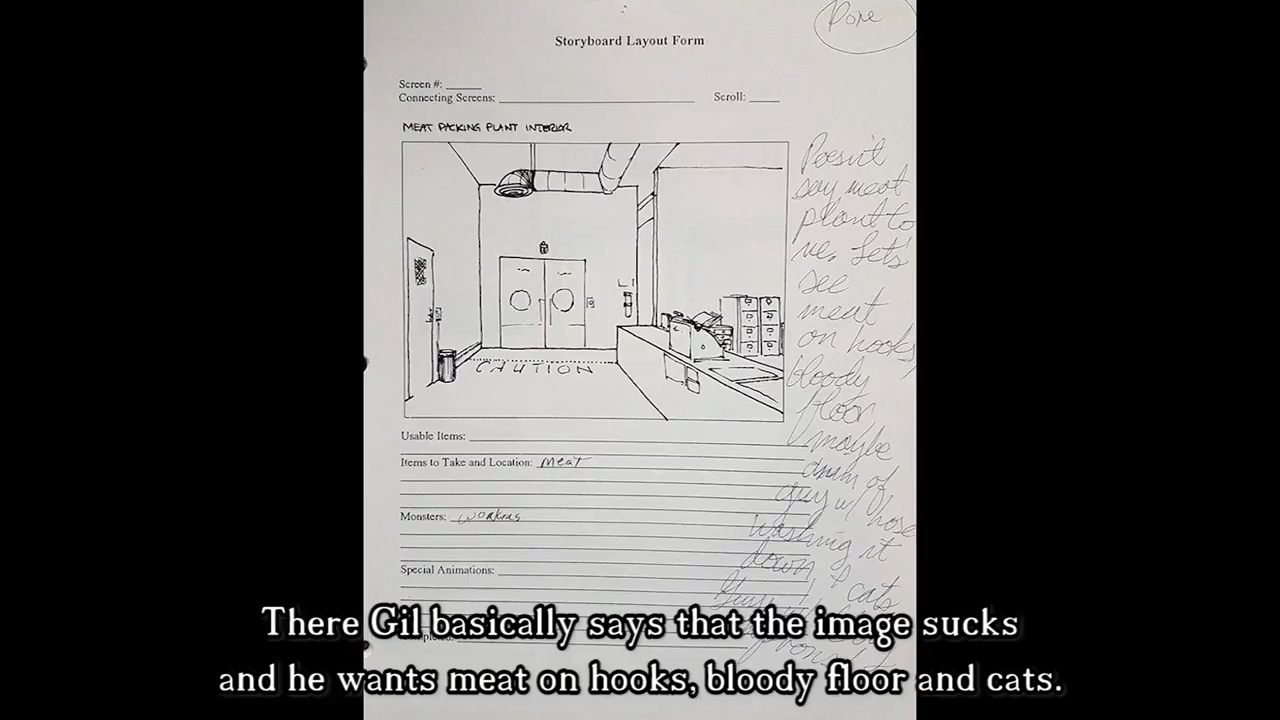 Done
Storyboard Layout Form
Screen #:
Connecting Screens: Scroll:
MEAT PACKING PLANT INTERIOR
CAUTION
Doesn't
say meat
plant to
me. Lets'
see
meat
on hooks,
bloody
floor
maybe
anim of
guy w/ hose
washing it
down &
cats
Usable Items:
Items to Take and Location: meat
Monsters: workers
Special Animations:
There Gil basically says that the image sucks
and he wants meat on hooks, bloody floor and cats.